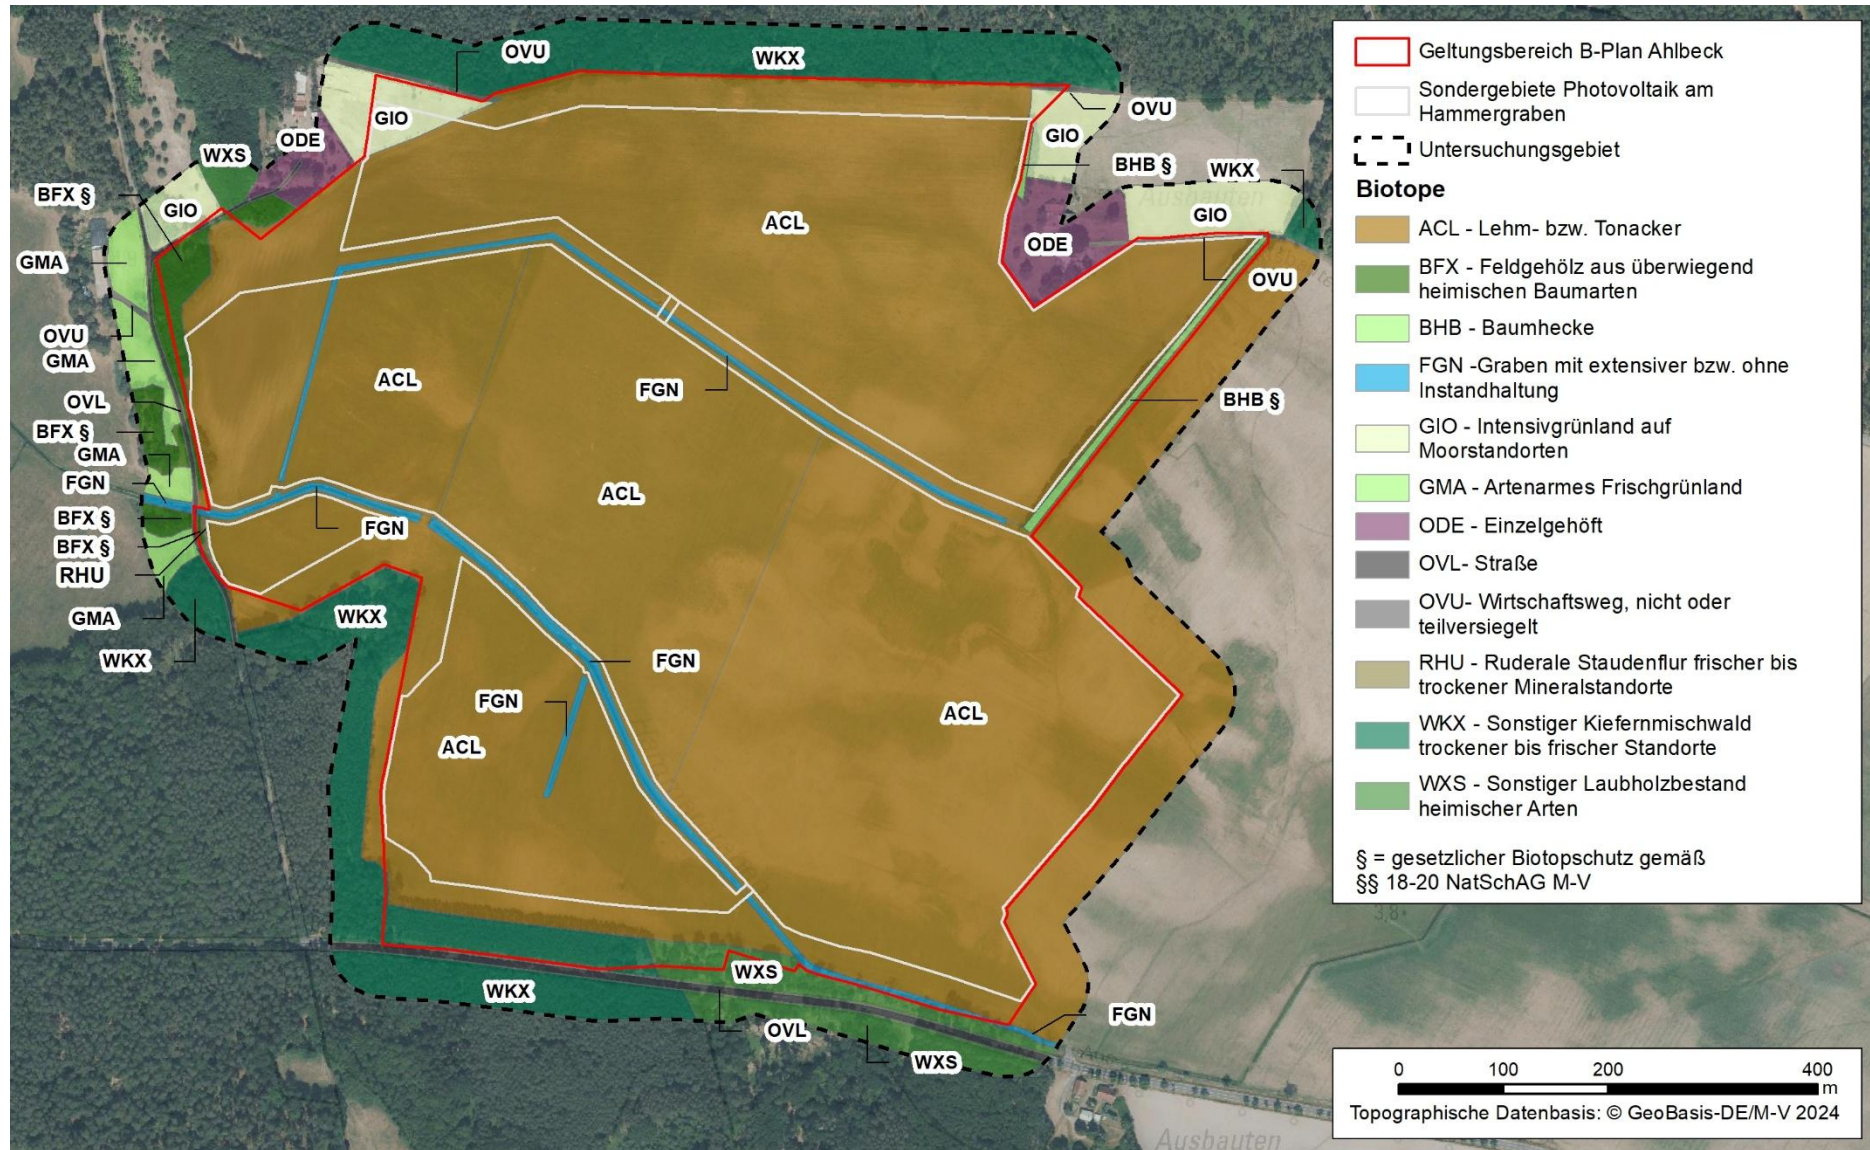 OVU
WKX
GIO
ODE
WXS
BFX §
GIO
GMA
OVU
GMA
OVL
BFX §
GMA
FGN
BFX §
BFX §
RHU
GMA
WKX
OVU
GIO
BHB §
WKX
GIO
ODE
OVU
BHB §
ACL
ACL
FGN
ACL
FGN
WKX
FGN
FGN
ACL
ACL
WXS
WKX
OVL
WXS
FGN
Ausbauten
3,8
Ausbauten
Geltungsbereich B-Plan Ahlbeck
Sondergebiete Photovoltaik am
Hammergraben
Untersuchungsgebiet
Biotope
ACL - Lehm- bzw. Tonacker
BFX - Feldgehölz aus überwiegend
heimischen Baumarten
BHB - Baumhecke
FGN -Graben mit extensiver bzw. ohne
Instandhaltung
GIO - Intensivgrünland auf
Moorstandorten
GMA - Artenarmes Frischgrünland
ODE - Einzelgehöft
OVL- Straße
OVU- Wirtschaftsweg, nicht oder
teilversiegelt
RHU - Ruderale Staudenflur frischer bis
trockener Mineralstandorte
WKX - Sonstiger Kiefernmischwald
trockener bis frischer Standorte
WXS - Sonstiger Laubholzbestand
heimischer Arten
§ = gesetzlicher Biotopschutz gemäß
§§ 18-20 NatSchAG M-V
0 100 200 400
m
Topographische Datenbasis: © GeoBasis-DE/M-V 2024